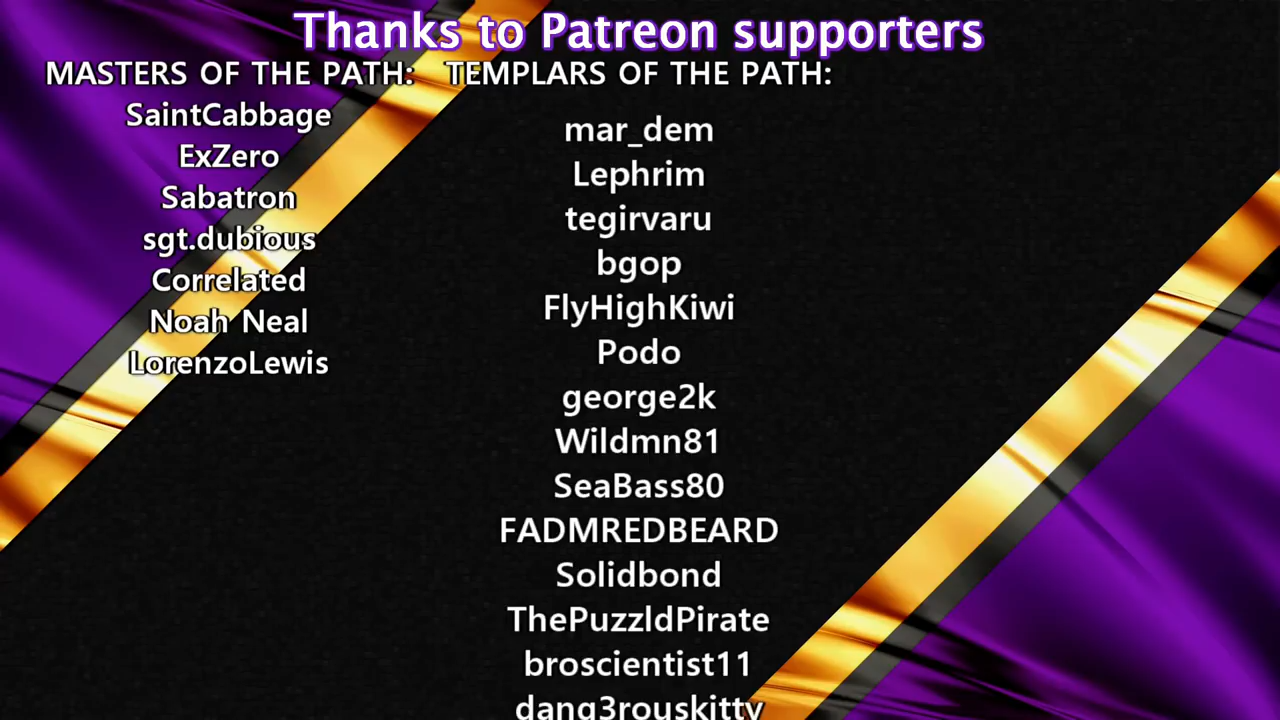 Thanks to Patreon supporters
MASTERS OF THE PATH:
SaintCabbage
ExZero
Sabatron
sgt.dubious
Correlated
Noah Neal
LorenzoLewis
TEMPLARS OF THE PATH:
mar_dem
Lephrim
tegirvaru
bgop
FlyHighKiwi
Podo
george2k
Wildmn81
SeaBass80
FADMREDBEARD
Solidbond
ThePuzzldPirate
broscientist11
dang3rouskitty